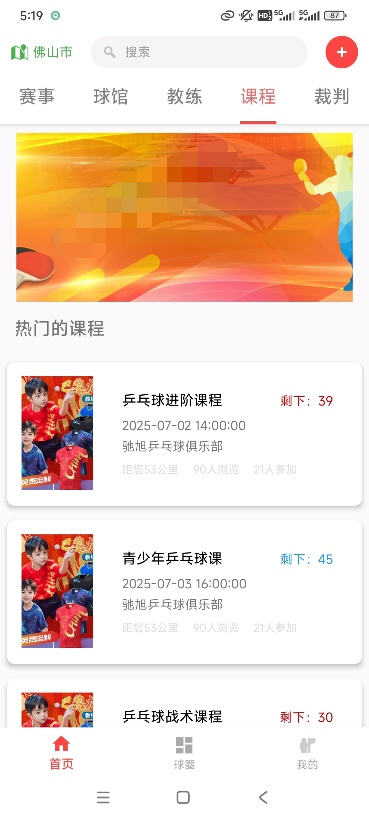 5:19
HD 5G 5G 87
佛山市
搜索
赛事 球馆 教练 课程 裁判
热门的课程
乒乓球进阶课程 剩下：39
2025-07-02 14:00:00
驰旭乒乓球俱乐部
距您53公里 90人浏览 21人参加
青少年乒乓球课 剩下：45
2025-07-03 16:00:00
驰旭乒乓球俱乐部
距您53公里 90人浏览 21人参加
乒乓球战术课程 剩下：30
首页 球圈 我的